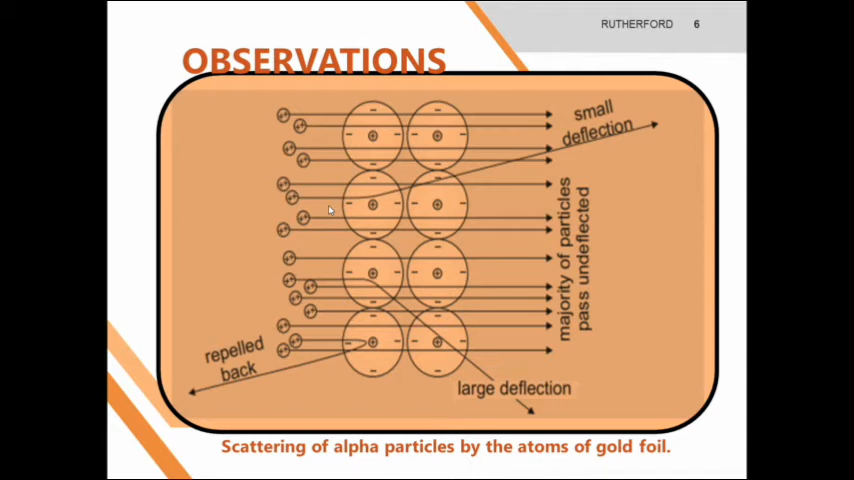 RUTHERFORD 6
OBSERVATIONS
small
deflection
majority of particles
pass undeflected
repelled
back
large deflection
Scattering of alpha particles by the atoms of gold foil.